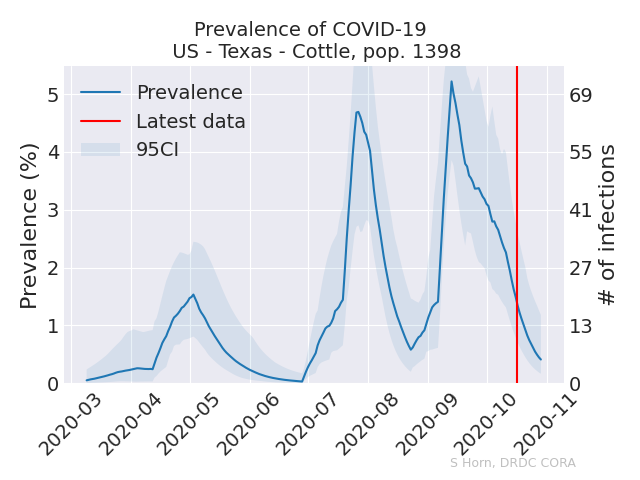 Prevalence of COVID-19
US - Texas - Cottle, pop. 1398
Prevalence
Latest data
95CI
Prevalence (%)
5
4
3
2
1
0
69
55
41
27
13
0
# of infections
2020-03
2020-04
2020-05
2020-06
2020-07
2020-08
2020-09
2020-10
2020-11
S Horn, DRDC CORA